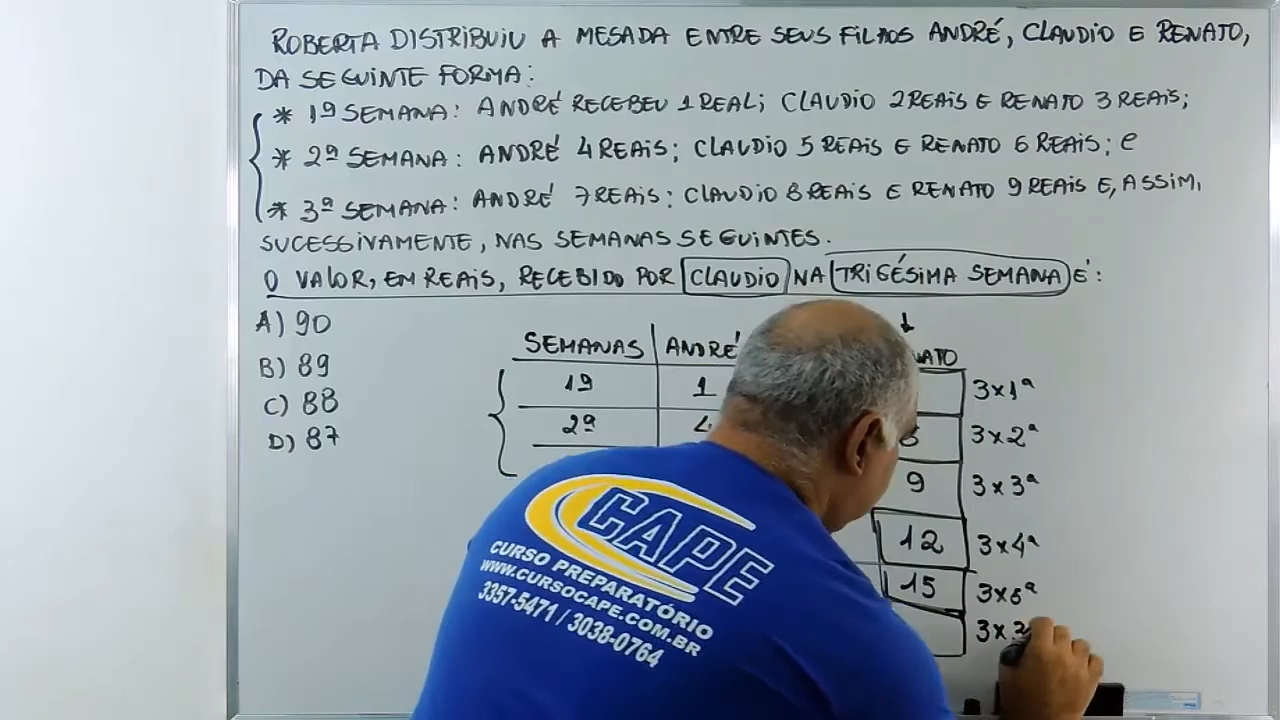 ROBERTA DISTRIBUIU A MESADA ENTRE SEUS FILHOS ANDRÉ, CLAUDIO E RENATO,
DA SEGUINTE FORMA:
* 1ª SEMANA: ANDRÉ RECEBEU 1 REAL; CLAUDIO 2 REAIS E RENATO 3 REAIS;
* 2ª SEMANA: ANDRÉ 4 REAIS; CLAUDIO 5 REAIS E RENATO 6 REAIS; e
* 3ª SEMANA: ANDRÉ 7 REAIS: CLAUDIO 8 REAIS E RENATO 9 REAIS E, ASSIM,
SUCESSIVAMENTE, NAS SEMANAS SEGUINTES.
O VALOR, EM REAIS, RECEBIDO POR CLAUDIO NA TRIGÉSIMA SEMANA É:
A) 90
B) 89
C) 88
D) 87
SEMANAS ANDRÉ
1ª 1 3x1ª
2ª 4 6 3x2ª
9 3x3ª
12 3x4ª
15 3x5ª
3x3
CAPE
CURSO PREPARATÓRIO
WWW.CURSOCAPE.COM.BR
3357-5471 / 3038-0764